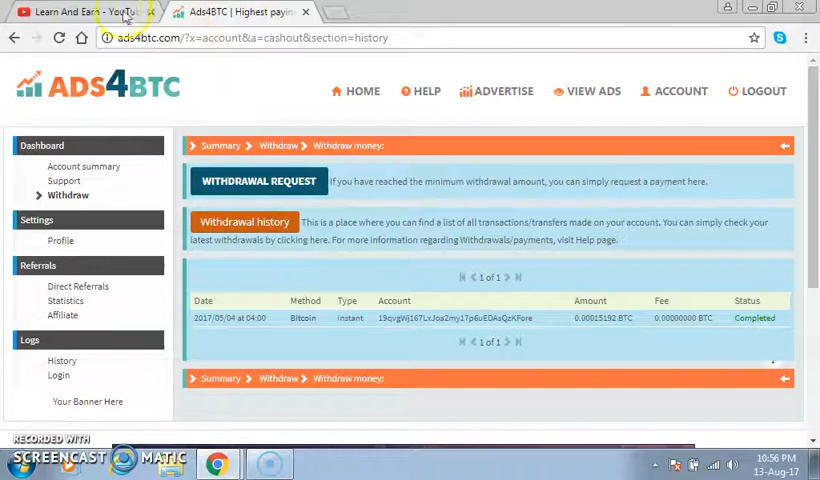 Learn And Earn - YouTub
Ads4BTC | Highest payin
ads4btc.com/?x=account&a=cashout&section=history
ADS4BTC
HOME
HELP
ADVERTISE
VIEW ADS
ACCOUNT
LOGOUT
Dashboard
Account summary
Support
Withdraw
Settings
Profile
Referrals
Direct Referrals
Statistics
Affiliate
Logs
History
Login
Your Banner Here
Summary Withdraw Withdraw money:
WITHDRAWAL REQUEST If you have reached the minimum withdrawal amount, you can simply request a payment here.
Withdrawal history This is a place where you can find a list of all transactions/transfers made on your account. You can simply check your
latest withdrawals by clicking here. For more information regarding Withdrawals/payments, visit Help page.
1 of 1
Date Method Type Account Amount Fee Status
2017/05/04 at 04:00 Bitcoin Instant 19qvgWj167LxJoa2my17p6uEDAsQzKFore 0.00015192 BTC 0.00000000 BTC Completed
1 of 1
Summary Withdraw Withdraw money:
RECORDED WITH
SCREENCAST MATIC
10:56 PM
13-Aug-17